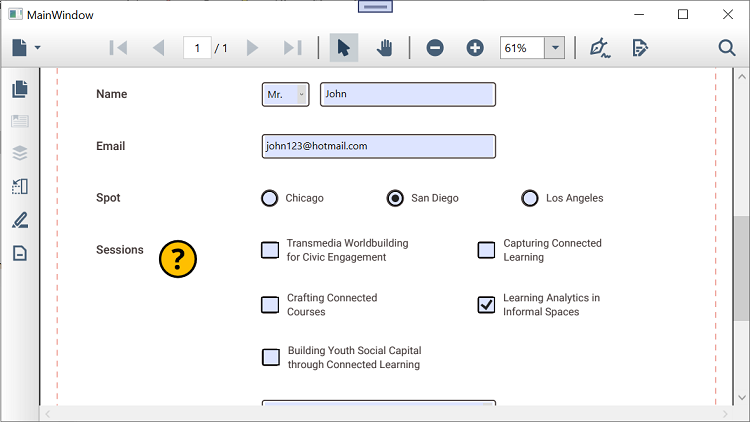 MainWindow
1 / 1
61%
Name
Mr.
John
Email
john123@hotmail.com
Spot
Chicago
San Diego
Los Angeles
Sessions
?
Transmedia Worldbuilding
for Civic Engagement
Capturing Connected
Learning
Crafting Connected
Courses
Learning Analytics in
Informal Spaces
Building Youth Social Capital
through Connected Learning